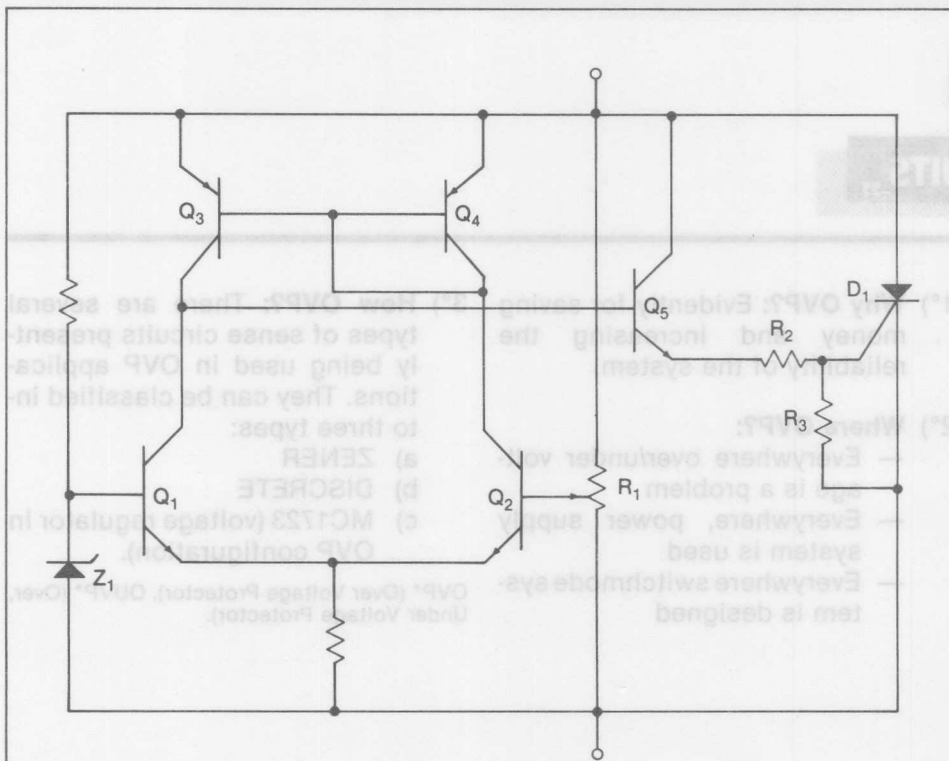 Q3
Q4
Q5
D1
R2
R3
Q1
Q2
R1
Z1
1°) Why OVP?: Evidently for saving
money and increasing the
reliability of the system.
2°) Where OVP?:
— Everywhere over/under volt-
age is a problem
— Everywhere, power supply
system is used
— Everywhere switchmode sys-
tem is designed
3°) How OVP?: There are several
types of sense circuits present-
ly being used in OVP applica-
tions. They can be classified in-
to three types:
a) ZENER
b) DISCRETE
c) MC1723 (voltage regulator in
OVP configuration).
OVP* (Over Voltage Protector), OUVP* (Over,
Under Voltage Protector).